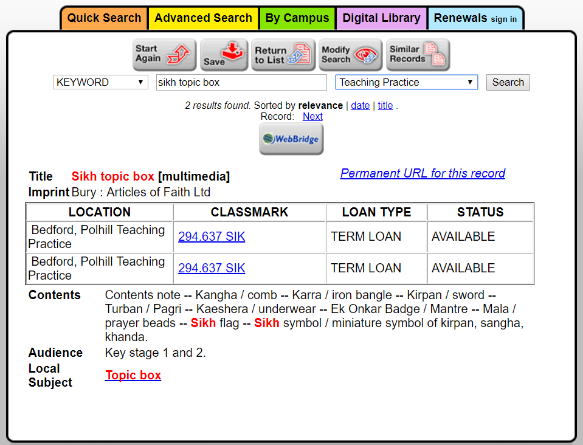 Quick Search Advanced Search By Campus Digital Library Renewals sign in
Start Again Save Return to List Modify Search Similar Records
KEYWORD sikh topic box Teaching Practice Search
2 results found. Sorted by relevance | date | title .
Record: Next
WebBridge
Title Sikh topic box [multimedia] Permanent URL for this record
Imprint Bury : Articles of Faith Ltd
LOCATION CLASSMARK LOAN TYPE STATUS
Bedford, Polhill Teaching Practice 294.637 SIK TERM LOAN AVAILABLE
Bedford, Polhill Teaching Practice 294.637 SIK TERM LOAN AVAILABLE
Contents Contents note -- Kangha / comb -- Karra / iron bangle -- Kirpan / sword --
Turban / Pagri -- Kaeshera / underwear -- Ek Onkar Badge / Mantre -- Mala /
prayer beads -- Sikh flag -- Sikh symbol / miniature symbol of kirpan, sangha,
khanda.
Audience Key stage 1 and 2.
Local Subject Topic box